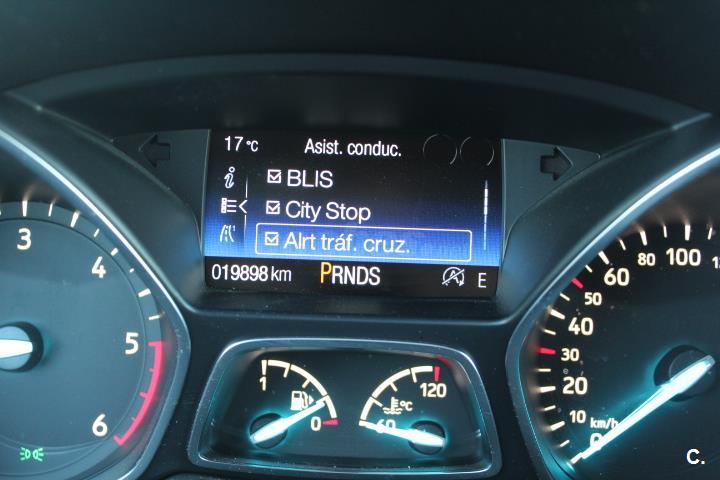 17°C Asist. conduc.
BLIS
City Stop
Alrt tráf. cruz.
019898 km PRNDS A E
3
4
5
6
1
0
120
60
°C
100
80
60
50
40
30
20
10
0
km/h
C.